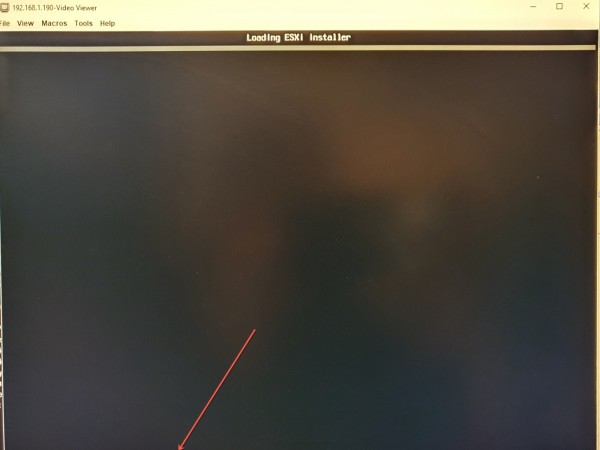 192.168.1.190-Video Viewer
File View Macros Tools Help
Loading ESXi installer